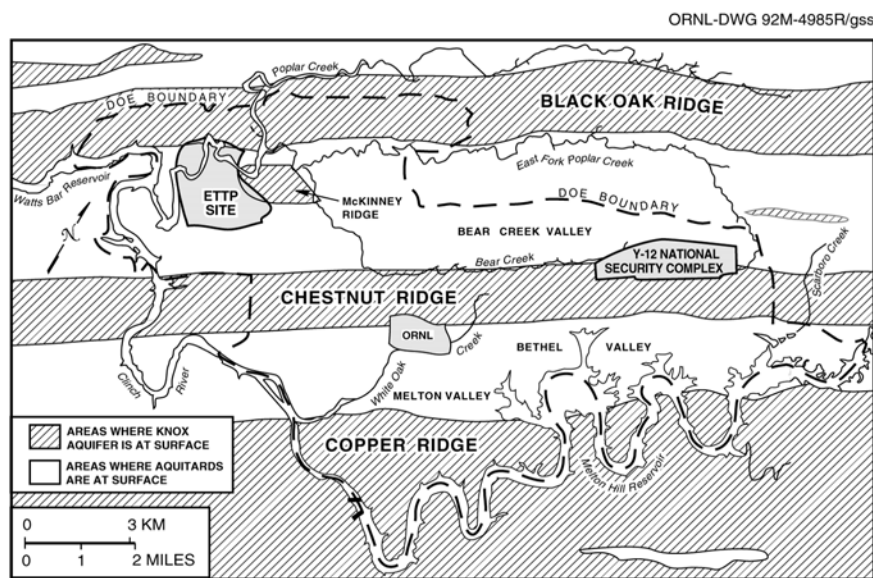 ORNL-DWG 92M-4985R/gss
Poplar Creek
DOE BOUNDARY
BLACK OAK RIDGE
East Fork Poplar Creek
Watts Bar Reservoir
ETTP
SITE
McKINNEY
RIDGE
DOE BOUNDARY
N
BEAR CREEK VALLEY
Y-12 NATIONAL
SECURITY COMPLEX
Bear Creek
Scarboro Creek
CHESTNUT RIDGE
ORNL
BETHEL VALLEY
Clinch
River
White Oak
Creek
MELTON VALLEY
COPPER RIDGE
Melton Hill Reservoir
AREAS WHERE KNOX
AQUIFER IS AT SURFACE
AREAS WHERE AQUITARDS
ARE AT SURFACE
0 3 KM
0 1 2 MILES